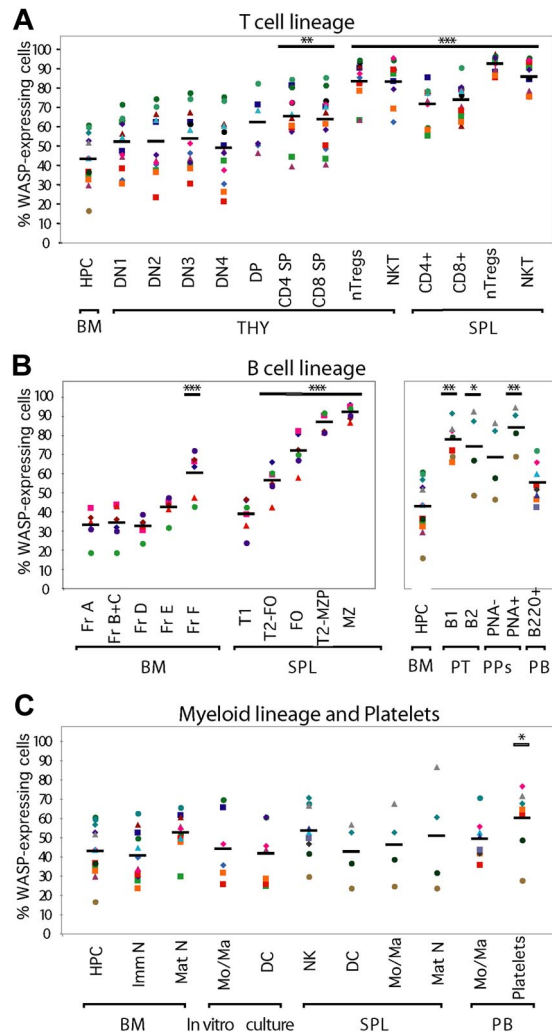 A
T cell lineage
** ***
% WASP-expressing cells
100
90
80
70
60
50
40
30
20
10
0
HPC DN1 DN2 DN3 DN4 DP CD4 SP CD8 SP nTregs NKT CD4+ CD8+ nTregs NKT
BM THY SPL
B
B cell lineage
*** *** ** * **
% WASP-expressing cells
100
90
80
70
60
50
40
30
20
10
0
Fr A Fr B+C Fr D Fr E Fr F T1 T2-FO FO T2-MZP MZ HPC B1 B2 PNA- PNA+ B220+
BM SPL BM PT PPs PB
C
Myeloid lineage and Platelets
*
% WASP-expressing cells
100
90
80
70
60
50
40
30
20
10
0
HPC Imm N Mat N Mo/Ma DC NK DC Mo/Ma Mat N Mo/Ma Platelets
BM In vitro culture SPL PB